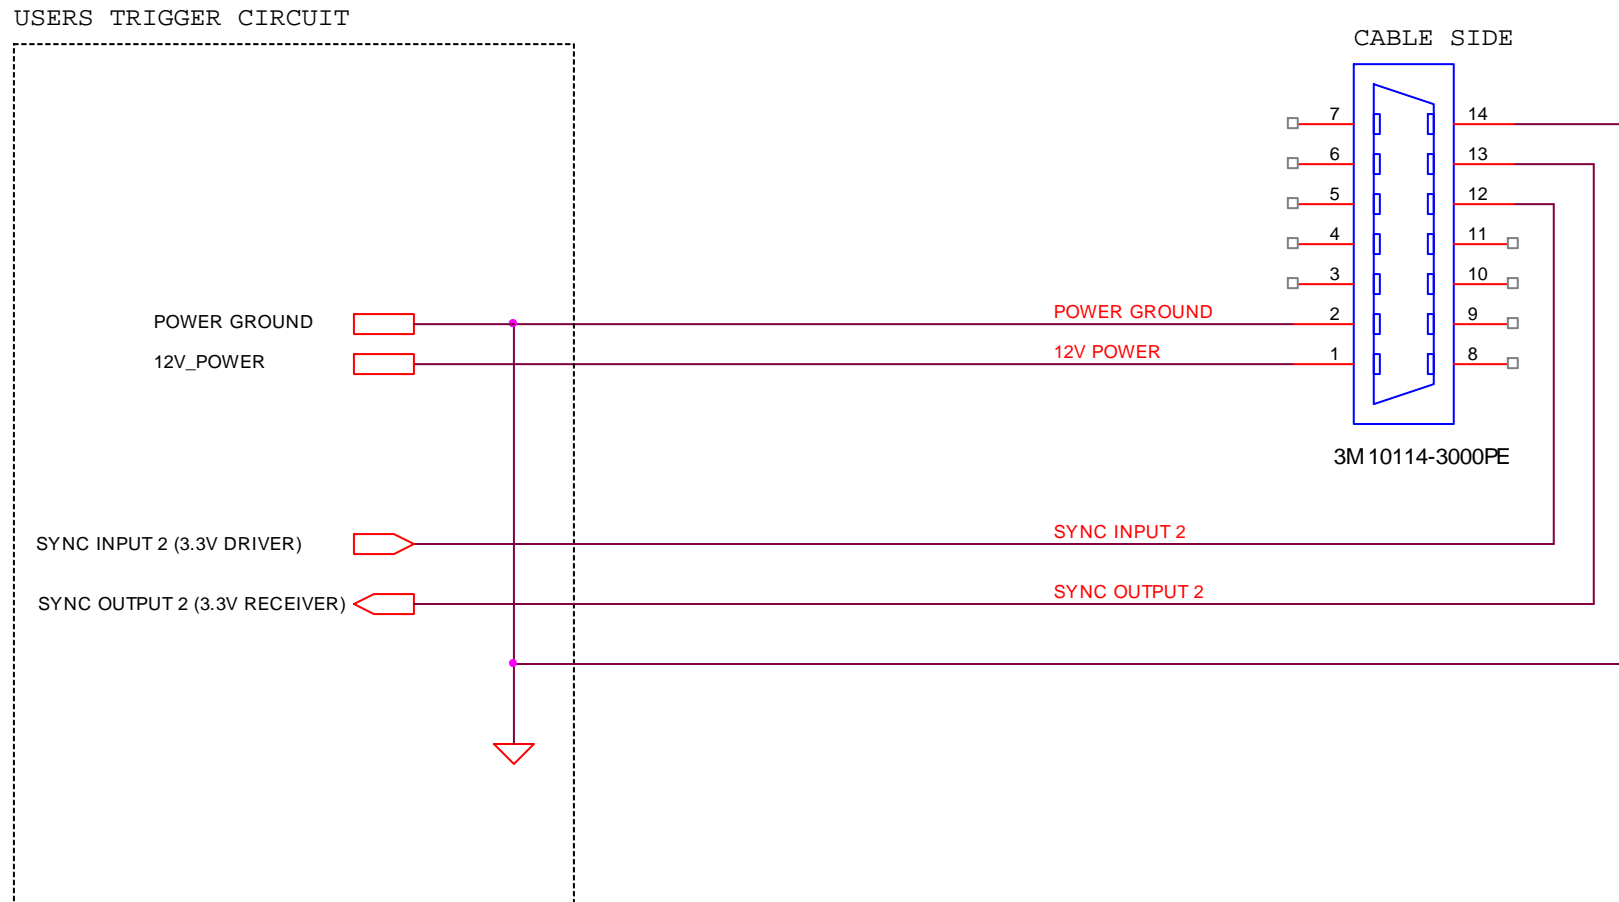 USERS TRIGGER CIRCUIT
CABLE SIDE
7 14
6 13
5 12
4 11
3 10
POWER GROUND POWER GROUND 2 9
12V_POWER 12V POWER 1 8
3M 10114-3000PE
SYNC INPUT 2 (3.3V DRIVER) SYNC INPUT 2
SYNC OUTPUT 2 (3.3V RECEIVER) SYNC OUTPUT 2